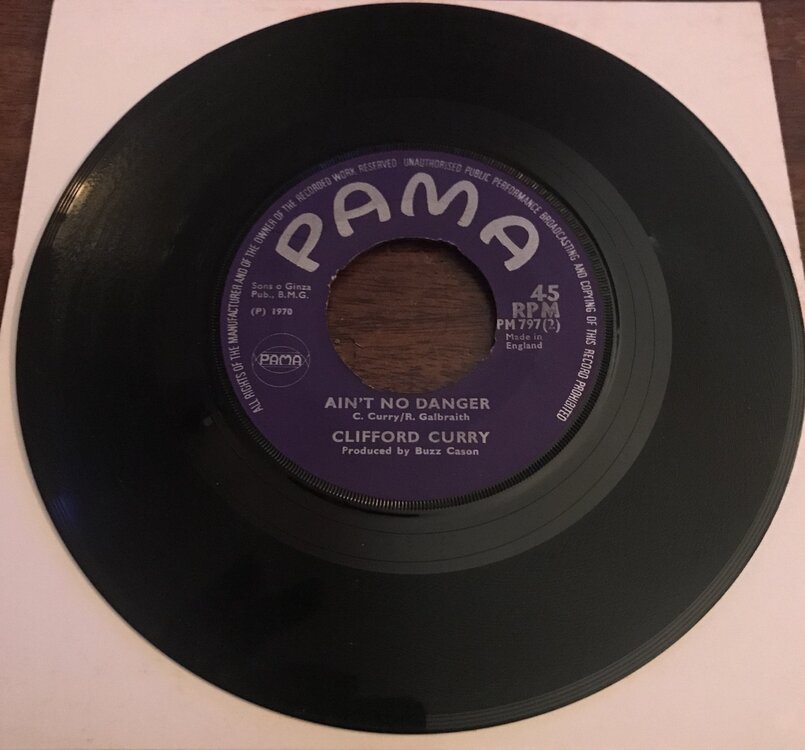 ALL RIGHTS OF THE MANUFACTURER AND OF THE OWNER OF THE RECORDED WORK RESERVED UNAUTHORISED PUBLIC PERFORMANCE BROADCASTING AND COPYING OF THIS RECORD PROHIBITED
PAMA
Sons o Ginza
Pub., B.M.G.
(P) 1970
45
RPM
PM 797(2)
Made in
England
PAMA
AIN'T NO DANGER
C. Curry/R. Galbraith
CLIFFORD CURRY
Produced by Buzz Cason